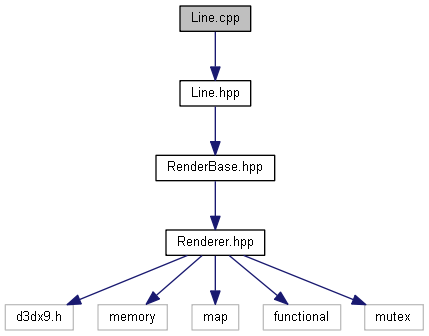 Line.cpp
Line.hpp
RenderBase.hpp
Renderer.hpp
d3dx9.h
memory
map
functional
mutex